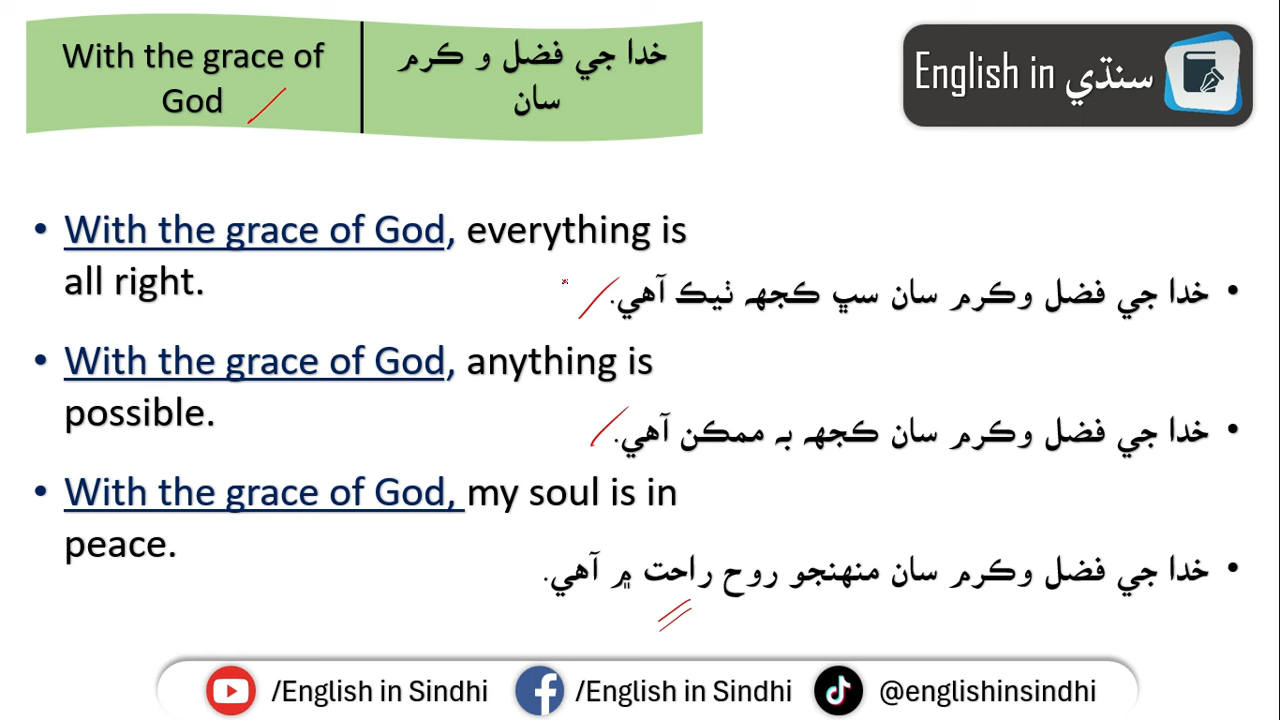 With the grace of
God
خدا جي فضل و ڪرم
سان
English in سنڌي
With the grace of God, everything is
all right.
خدا جي فضل وڪرم سان سڀ ڪجهہ ٺيڪ آهي.
With the grace of God, anything is
possible.
خدا جي فضل وڪرم سان ڪجهہ بہ ممڪن آهي.
With the grace of God, my soul is in
peace.
خدا جي فضل وڪرم سان منهنجو روح راحت ۾ آهي.
/English in Sindhi
/English in Sindhi
@englishinsindhi